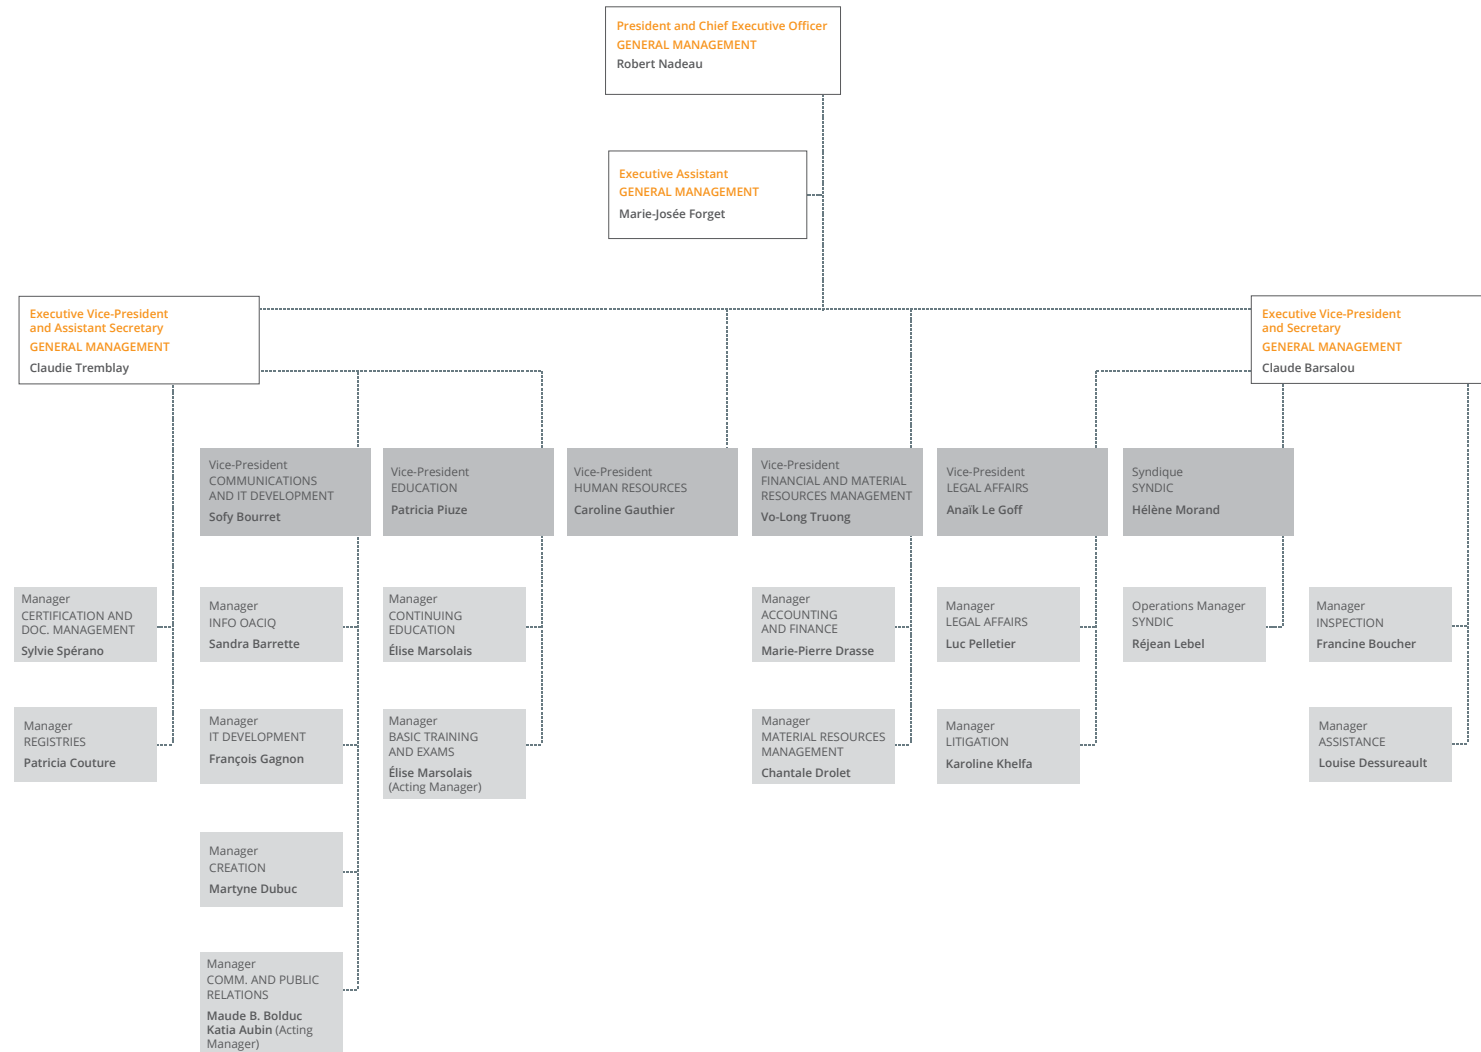 President and Chief Executive Officer
GENERAL MANAGEMENT
Robert Nadeau
Executive Assistant
GENERAL MANAGEMENT
Marie-Josée Forget
Executive Vice-President
and Assistant Secretary
GENERAL MANAGEMENT
Claudie Tremblay
Executive Vice-President
and Secretary
GENERAL MANAGEMENT
Claude Barsalou
Vice-President
COMMUNICATIONS
AND IT DEVELOPMENT
Sofy Bourret
Vice-President
EDUCATION
Patricia Piuze
Vice-President
HUMAN RESOURCES
Caroline Gauthier
Vice-President
FINANCIAL AND MATERIAL
RESOURCES MANAGEMENT
Vo-Long Truong
Vice-President
LEGAL AFFAIRS
Anaïk Le Goff
Syndique
SYNDIC
Hélène Morand
Manager
CERTIFICATION AND
DOC. MANAGEMENT
Sylvie Spérano
Manager
INFO OACIQ
Sandra Barrette
Manager
CONTINUING
EDUCATION
Élise Marsolais
Manager
ACCOUNTING
AND FINANCE
Marie-Pierre Drasse
Manager
LEGAL AFFAIRS
Luc Pelletier
Operations Manager
SYNDIC
Réjean Lebel
Manager
INSPECTION
Francine Boucher
Manager
REGISTRIES
Patricia Couture
Manager
IT DEVELOPMENT
François Gagnon
Manager
BASIC TRAINING
AND EXAMS
Élise Marsolais
(Acting Manager)
Manager
MATERIAL RESOURCES
MANAGEMENT
Chantale Drolet
Manager
LITIGATION
Karoline Khelfa
Manager
ASSISTANCE
Louise Dessureault
Manager
CREATION
Martyne Dubuc
Manager
COMM. AND PUBLIC
RELATIONS
Maude B. Bolduc
Katia Aubin (Acting
Manager)